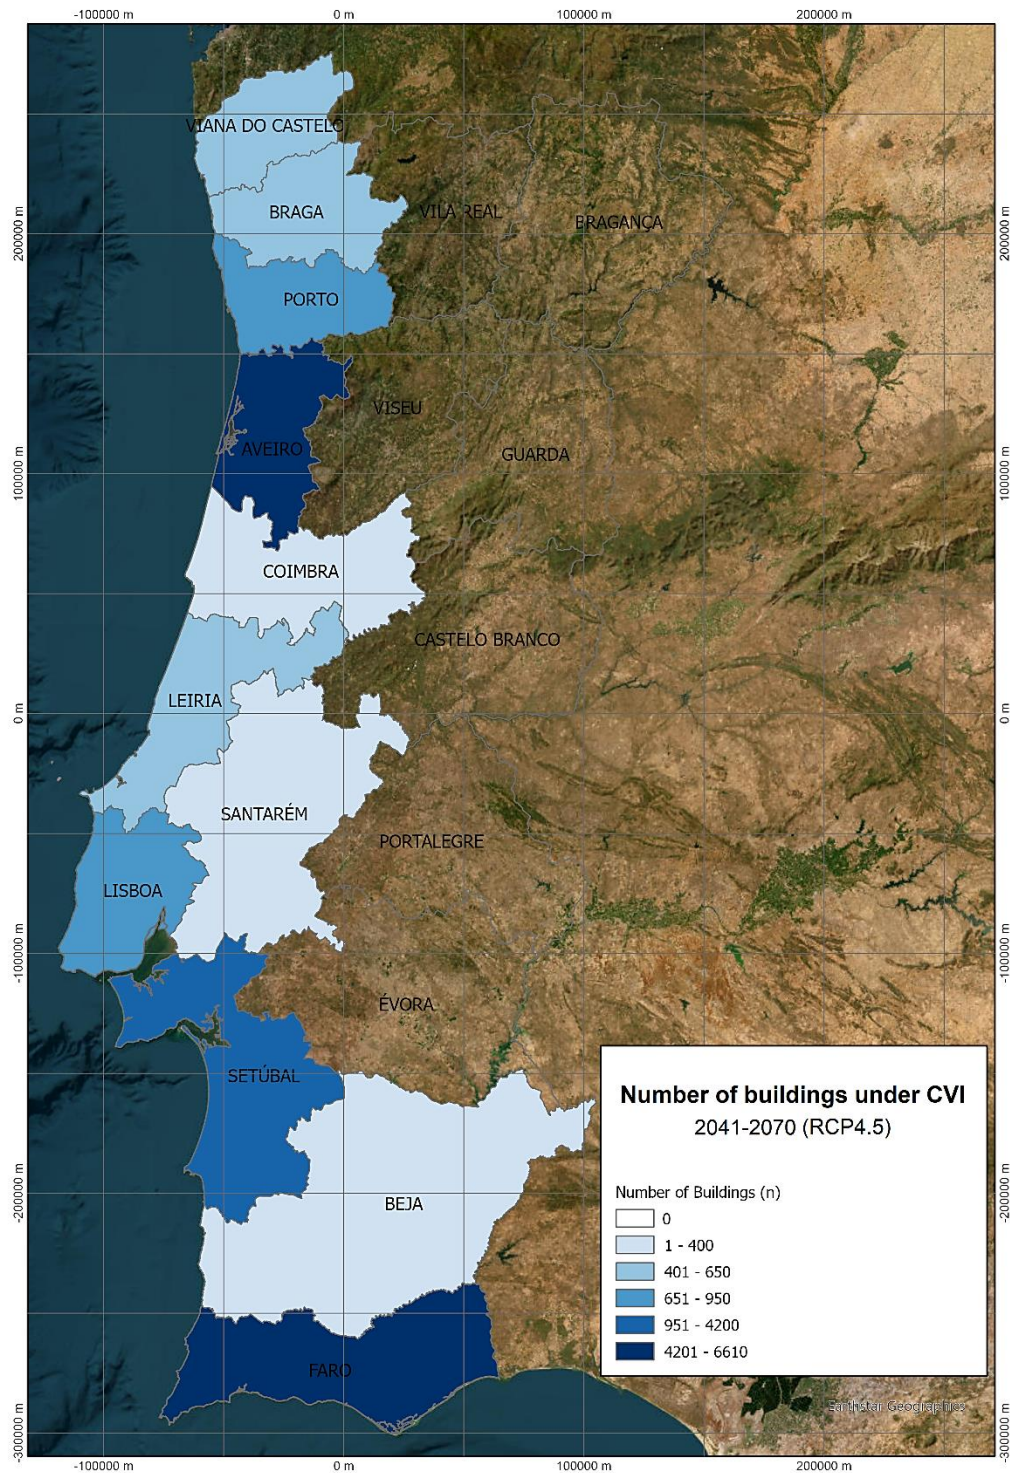 -100000 m
0 m
100000 m
200000 m
VIANA DO CASTELO
BRAGA
VILA REAL
BRAGANÇA
200000 m
200000 m
PORTO
VISEU
AVEIRO
GUARDA
100000 m
100000 m
COIMBRA
CASTELO BRANCO
LEIRIA
0 m
0 m
SANTARÉM
PORTALEGRE
LISBOA
-100000 m
-100000 m
ÉVORA
SETÚBAL
Number of buildings under CVI
2041-2070 (RCP4.5)
-200000 m
-200000 m
BEJA
Number of Buildings (n)
0
1 - 400
401 - 650
651 - 950
951 - 4200
4201 - 6610
FARO
Earthstar Geographics
-300000 m
-300000 m
-100000 m
0 m
100000 m
200000 m